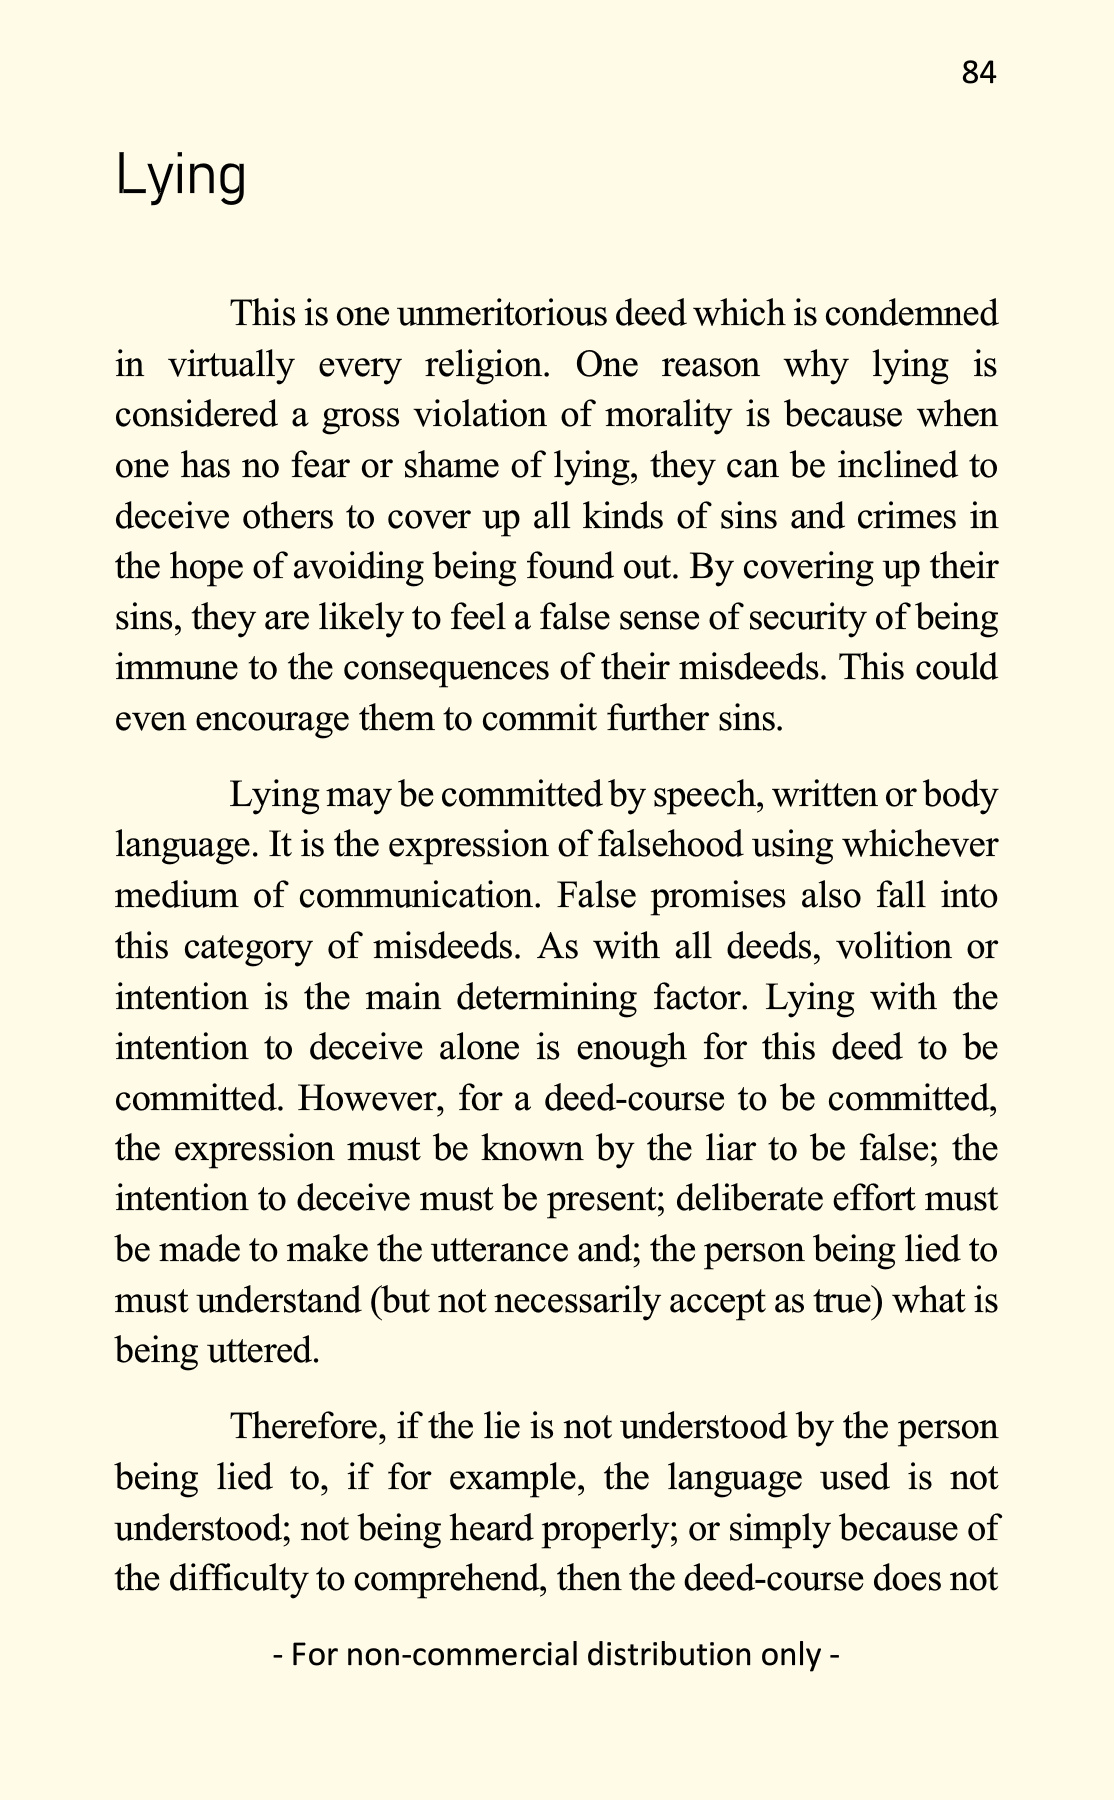 84
Lying
This is one unmeritorious deed which is condemned
in virtually every religion. One reason why lying is
considered a gross violation of morality is because when
one has no fear or shame of lying, they can be inclined to
deceive others to cover up all kinds of sins and crimes in
the hope of avoiding being found out. By covering up their
sins, they are likely to feel a false sense of security of being
immune to the consequences of their misdeeds. This could
even encourage them to commit further sins.
Lying may be committed by speech, written or body
language. It is the expression of falsehood using whichever
medium of communication. False promises also fall into
this category of misdeeds. As with all deeds, volition or
intention is the main determining factor. Lying with the
intention to deceive alone is enough for this deed to be
committed. However, for a deed-course to be committed,
the expression must be known by the liar to be false; the
intention to deceive must be present; deliberate effort must
be made to make the utterance and; the person being lied to
must understand (but not necessarily accept as true) what is
being uttered.
Therefore, if the lie is not understood by the person
being lied to, if for example, the language used is not
understood; not being heard properly; or simply because of
the difficulty to comprehend, then the deed-course does not
- For non-commercial distribution only -